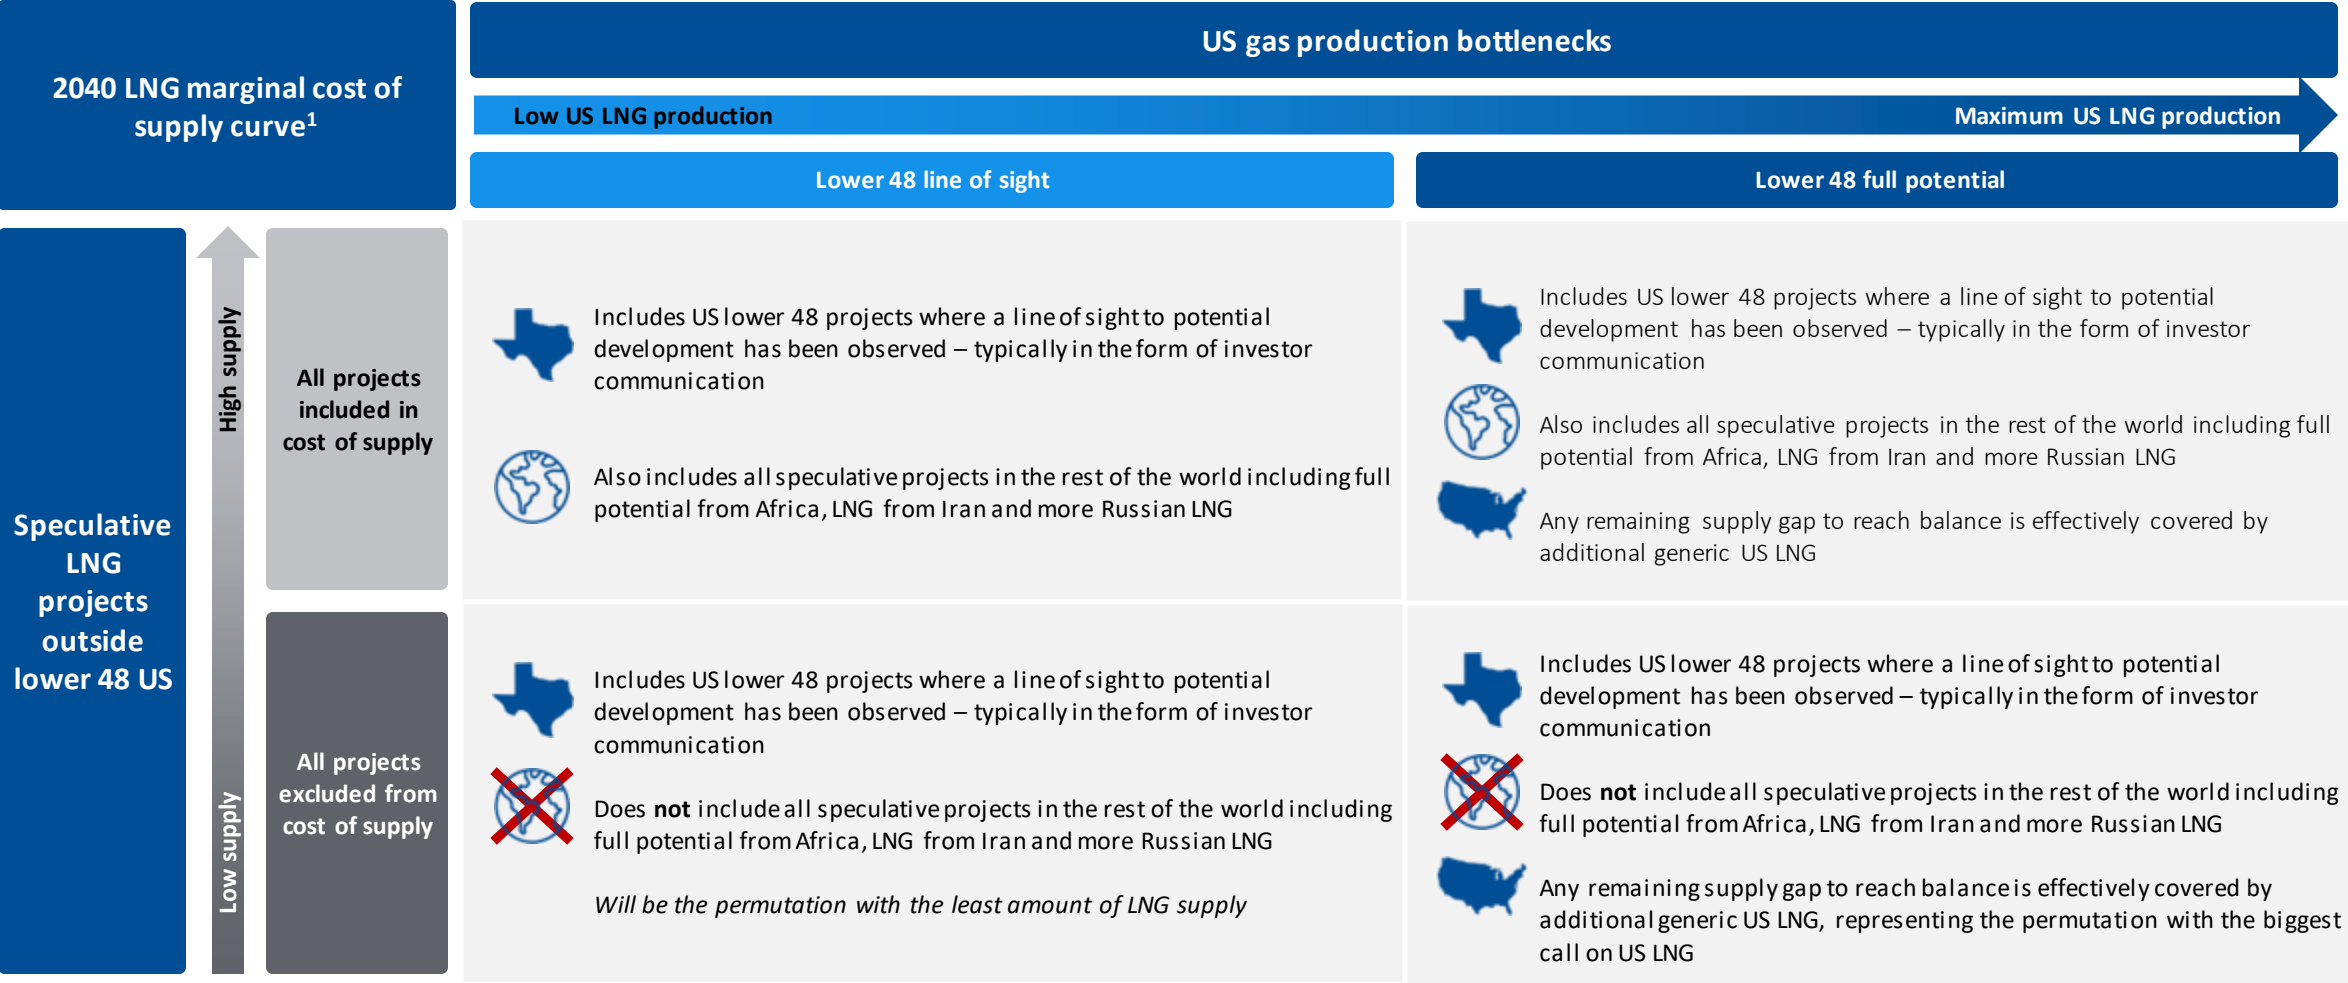 2040 LNG marginal cost of
supply curve1
US gas production bottlenecks
Low US LNG production
Maximum US LNG production
Lower 48 line of sight
Lower 48 full potential
Speculative
LNG
projects
outside
lower 48 US
High supply
Low supply
All projects
included in
cost of supply
Includes US lower 48 projects where a line of sight to potential
development has been observed – typically in the form of investor
communication
Also includes all speculative projects in the rest of the world including full
potential from Africa, LNG from Iran and more Russian LNG
Includes US lower 48 projects where a line of sight to potential
development has been observed – typically in the form of investor
communication
Also includes all speculative projects in the rest of the world including full
potential from Africa, LNG from Iran and more Russian LNG
Any remaining supply gap to reach balance is effectively covered by
additional generic US LNG
All projects
excluded from
cost of supply
Includes US lower 48 projects where a line of sight to potential
development has been observed – typically in the form of investor
communication
Does not include all speculative projects in the rest of the world including
full potential from Africa, LNG from Iran and more Russian LNG
Will be the permutation with the least amount of LNG supply
Includes US lower 48 projects where a line of sight to potential
development has been observed – typically in the form of investor
communication
Does not include all speculative projects in the rest of the world including
full potential from Africa, LNG from Iran and more Russian LNG
Any remaining supply gap to reach balance is effectively covered by
additional generic US LNG, representing the permutation with the biggest
call on US LNG